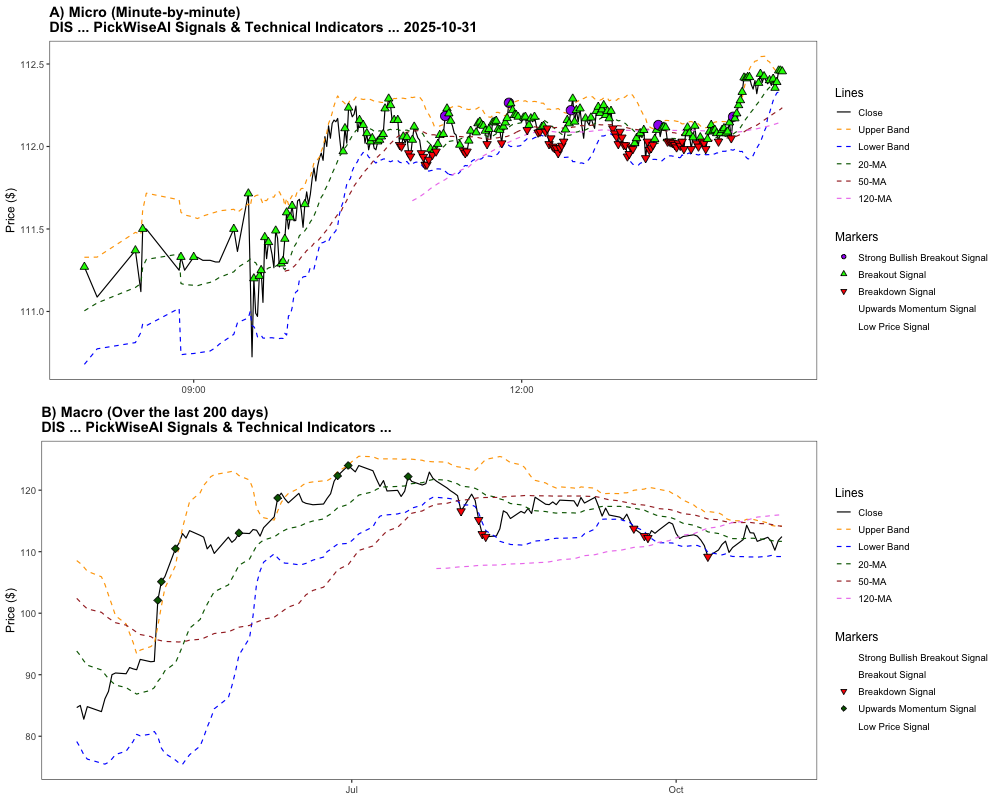 A) Micro (Minute-by-minute)
DIS ... PickWiseAI Signals & Technical Indicators ... 2025-10-31
112.5
112.0
111.5
111.0
Price ($)
09:00
12:00
Lines
Close
Upper Band
Lower Band
20-MA
50-MA
120-MA
Markers
Strong Bullish Breakout Signal
Breakout Signal
Breakdown Signal
Upwards Momentum Signal
Low Price Signal
B) Macro (Over the last 200 days)
DIS ... PickWiseAI Signals & Technical Indicators ...
120
110
100
90
80
Price ($)
Jul
Oct
Lines
Close
Upper Band
Lower Band
20-MA
50-MA
120-MA
Markers
Strong Bullish Breakout Signal
Breakout Signal
Breakdown Signal
Upwards Momentum Signal
Low Price Signal